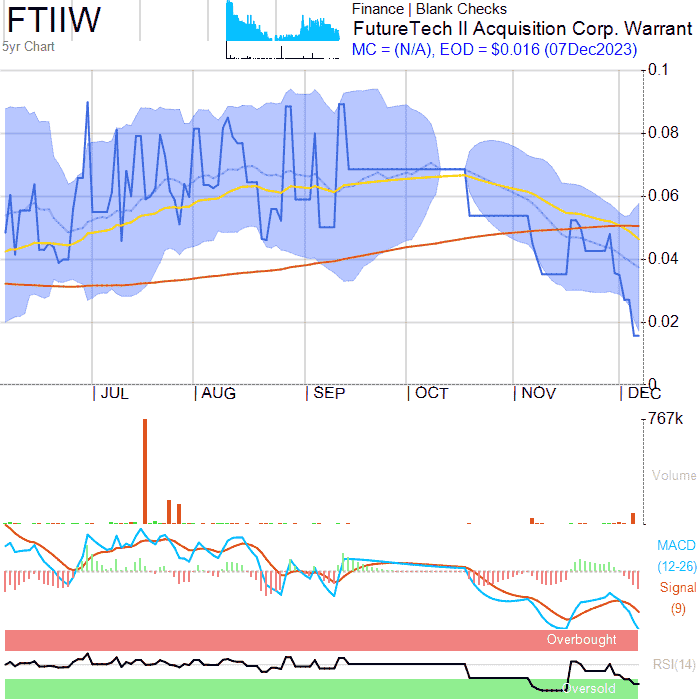 FTIIW
5yr Chart
Finance | Blank Checks
FutureTech II Acquisition Corp. Warrant
MC = (N/A), EOD = $0.016 (07Dec2023)
0.1
0.08
0.06
0.04
0.02
0
JUL AUG SEP OCT NOV DEC
767k
Volume
MACD
(12-26)
Signal
(9)
Overbought
RSI(14)
Oversold